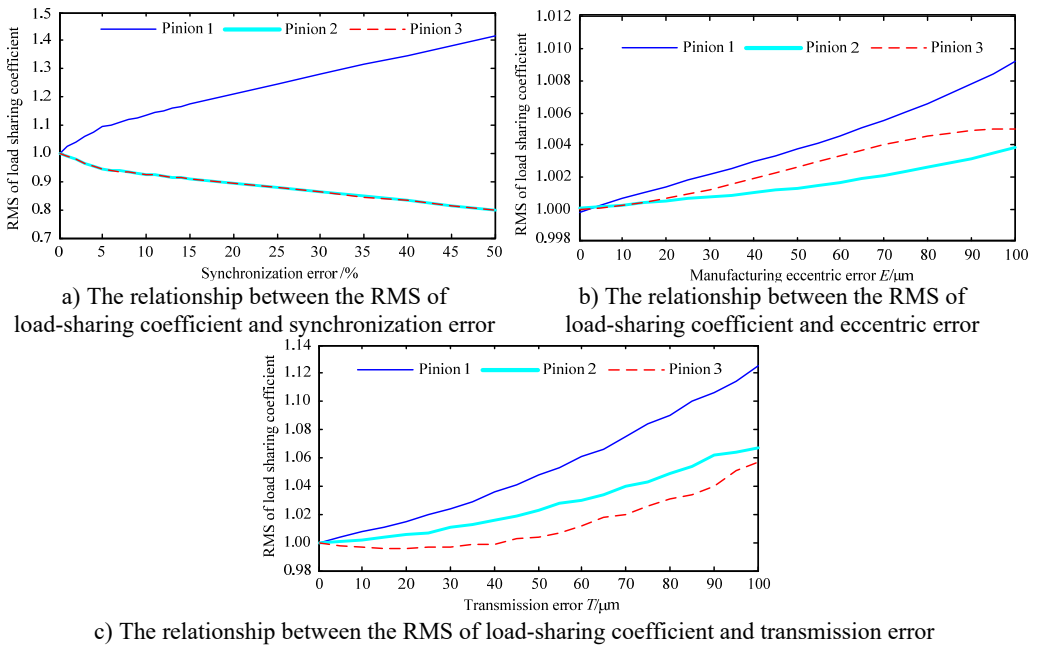 RMS of load sharing coefficient
1.5
1.4
1.3
1.2
1.1
1.0
0.9
0.8
0.7
Pinion 1 Pinion 2 Pinion 3
0 5 10 15 20 25 30 35 40 45 50
Synchronization error /%
a) The relationship between the RMS of
load-sharing coefficient and synchronization error
RMS of load sharing coefficient
1.012
1.010
1.008
1.006
1.004
1.002
1.000
0.998
Pinion 1 Pinion 2 Pinion 3
0 10 20 30 40 50 60 70 80 90 100
Manufacturing eccentric error E/μm
b) The relationship between the RMS of
load-sharing coefficient and eccentric error
RMS of load sharing coefficient
1.14
1.12
1.10
1.08
1.06
1.04
1.02
1.00
0.98
Pinion 1 Pinion 2 Pinion 3
0 10 20 30 40 50 60 70 80 90 100
Transmission error T/μm
c) The relationship between the RMS of load-sharing coefficient and transmission error